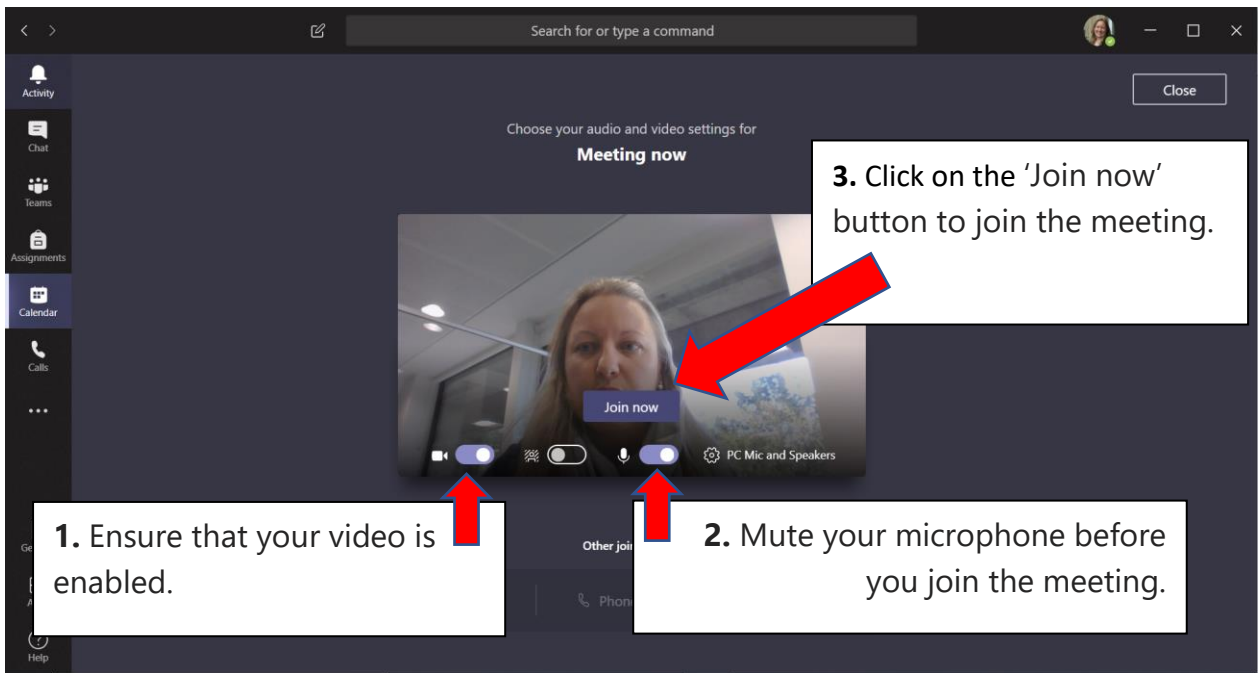 Search for or type a command
Activity
Chat
Teams
Assignments
Calendar
Calls
Help
Close
Choose your audio and video settings for
Meeting now
3. Click on the ‘Join now’
button to join the meeting.
Join now
PC Mic and Speakers
1. Ensure that your video is
enabled.
2. Mute your microphone before
you join the meeting.
Other